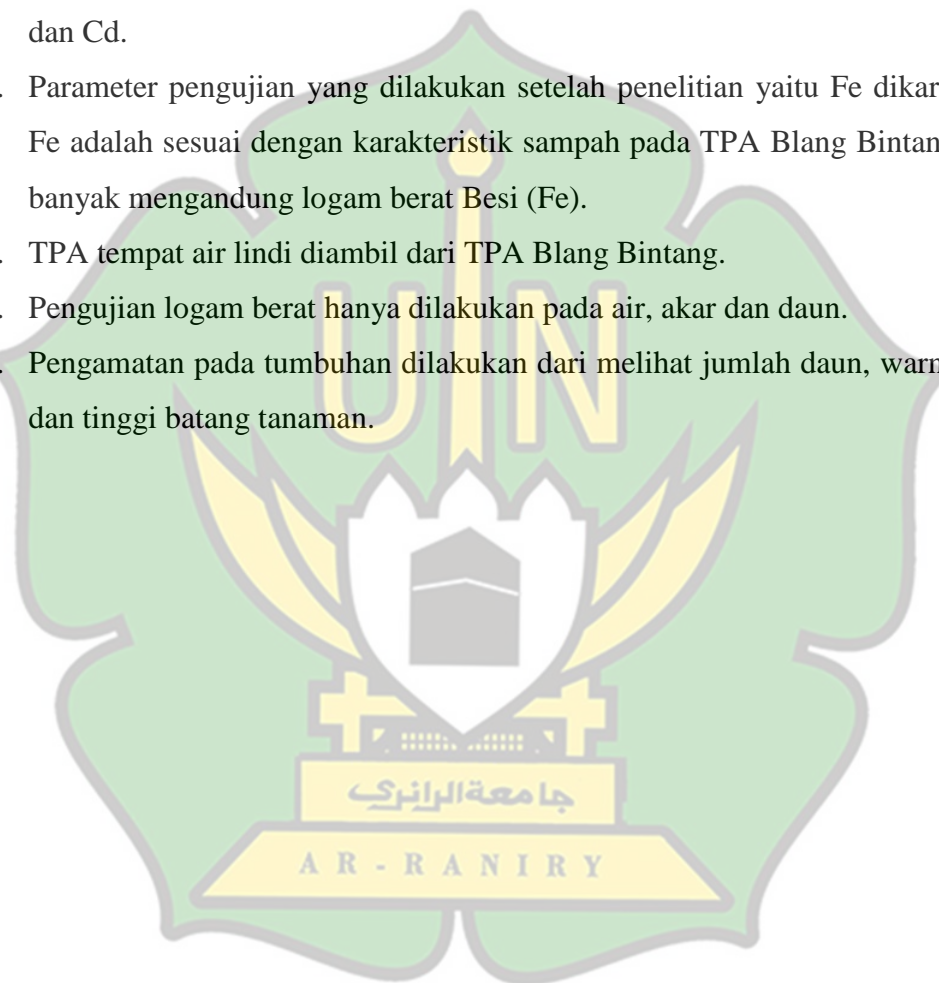 dan Cd.
. Parameter pengujian yang dilakukan setelah penelitian yaitu Fe dikar
Fe adalah sesuai dengan karakteristik sampah pada TPA Blang Bintan
banyak mengandung logam berat Besi (Fe).
. TPA tempat air lindi diambil dari TPA Blang Bintang.
. Pengujian logam berat hanya dilakukan pada air, akar dan daun.
. Pengamatan pada tumbuhan dilakukan dari melihat jumlah daun, warn
dan tinggi batang tanaman.
UIN
جامعة الرانري
AR-RANIRY